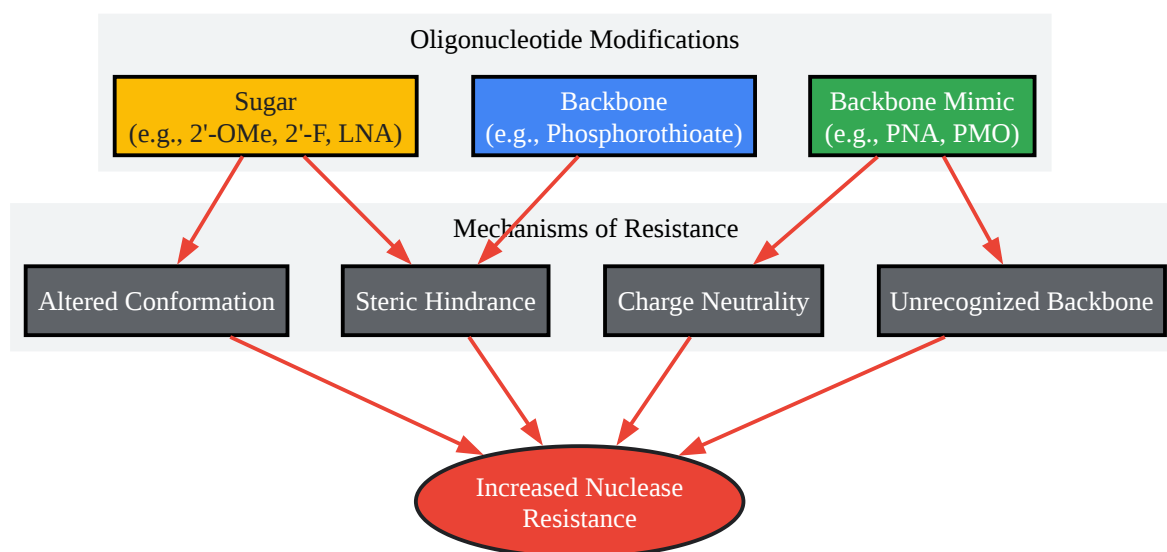 Oligonucleotide Modifications
Sugar
(e.g., 2'-OMe, 2'-F, LNA)
Backbone
(e.g., Phosphorothioate)
Backbone Mimic
(e.g., PNA, PMO)
Mechanisms of Resistance
Altered Conformation
Steric Hindrance
Charge Neutrality
Unrecognized Backbone
Increased Nuclease
Resistance